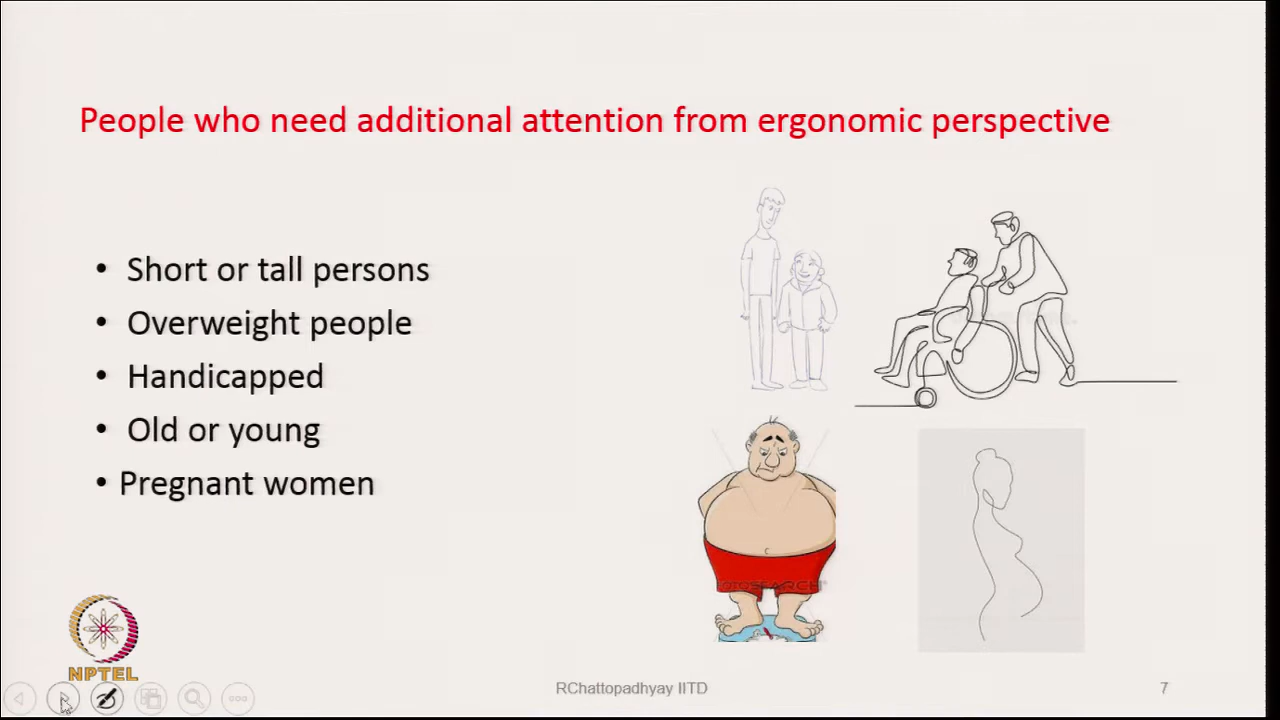 People who need additional attention from ergonomic perspective
• Short or tall persons
• Overweight people
• Handicapped
• Old or young
• Pregnant women
FOTOSEARCH
NPTEL
RChattopadhyay IITD
7